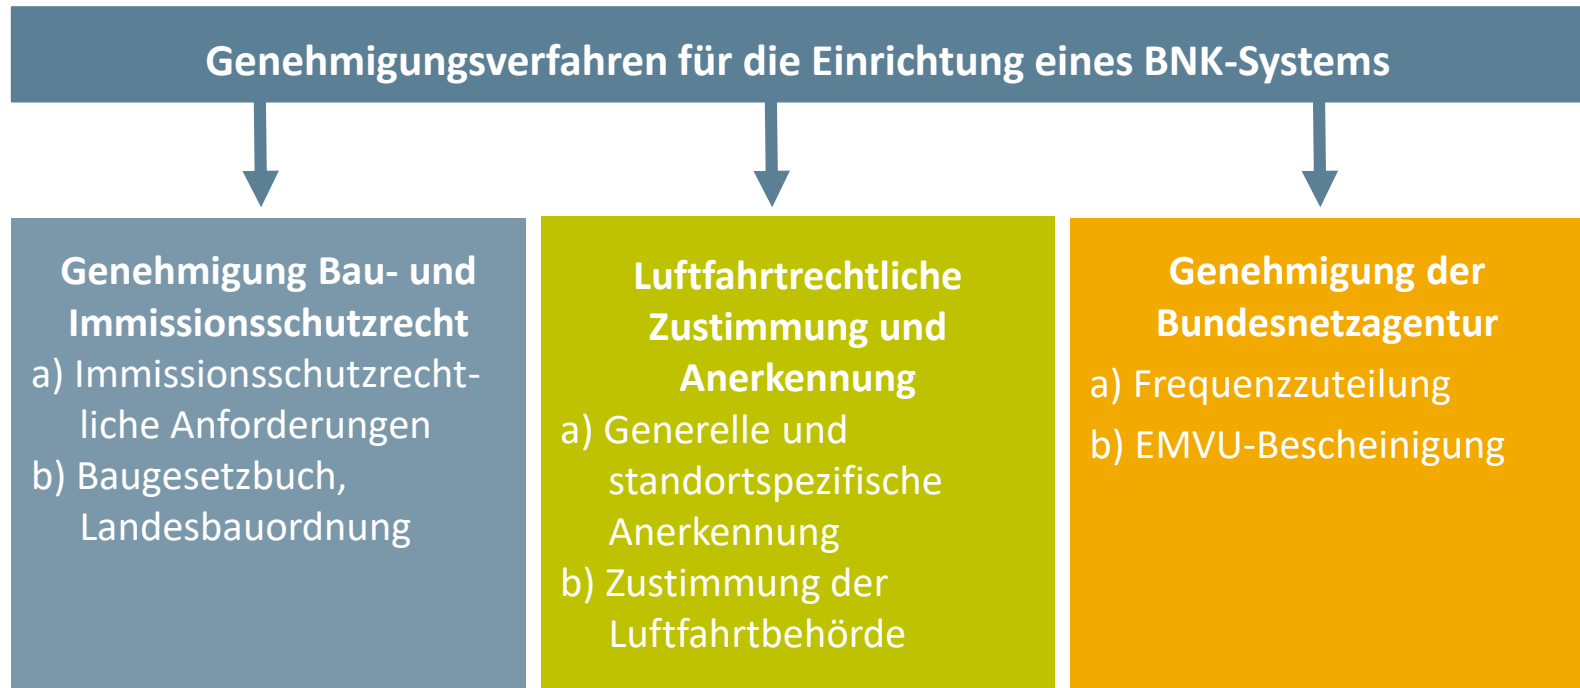 Genehmigungsverfahren für die Einrichtung eines BNK-Systems
Genehmigung Bau- und
Immissionsschutzrecht
a) Immissionsschutzrecht-
liche Anforderungen
b) Baugesetzbuch,
Landesbauordnung
Luftfahrtrechtliche
Zustimmung und
Anerkennung
a) Generelle und
standortspezifische
Anerkennung
b) Zustimmung der
Luftfahrtbehörde
Genehmigung der
Bundesnetzagentur
a) Frequenzzuteilung
b) EMVU-Bescheinigung